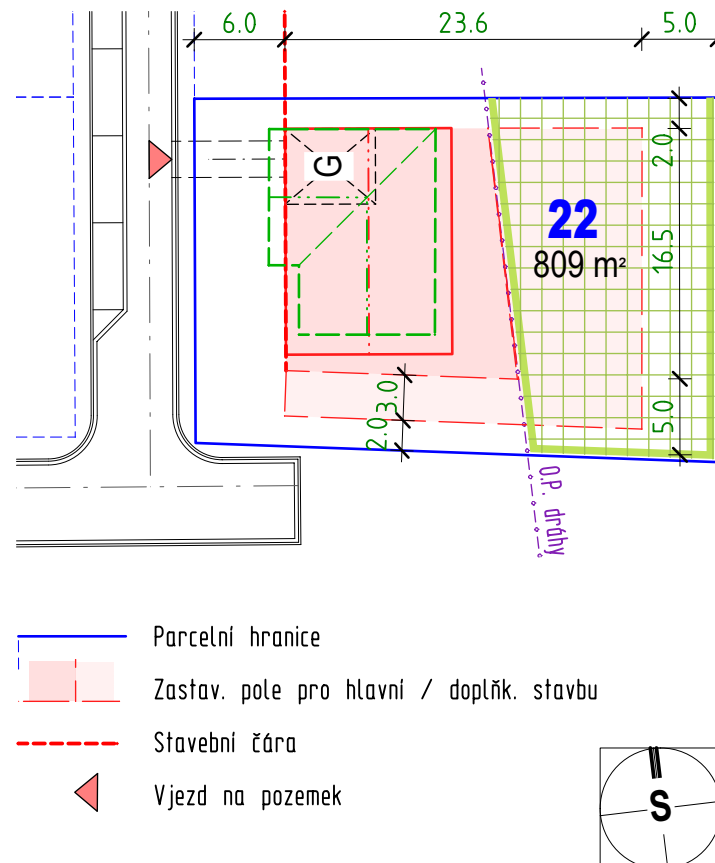 6.0 23.6 5.0
2.0
G
22
809 m²
16.5
3.0
2.0
5.0
O.P. dráhy
Parcelní hranice
Zastav. pole pro hlavní / doplňk. stavbu
Stavební čára
Vjezd na pozemek
S